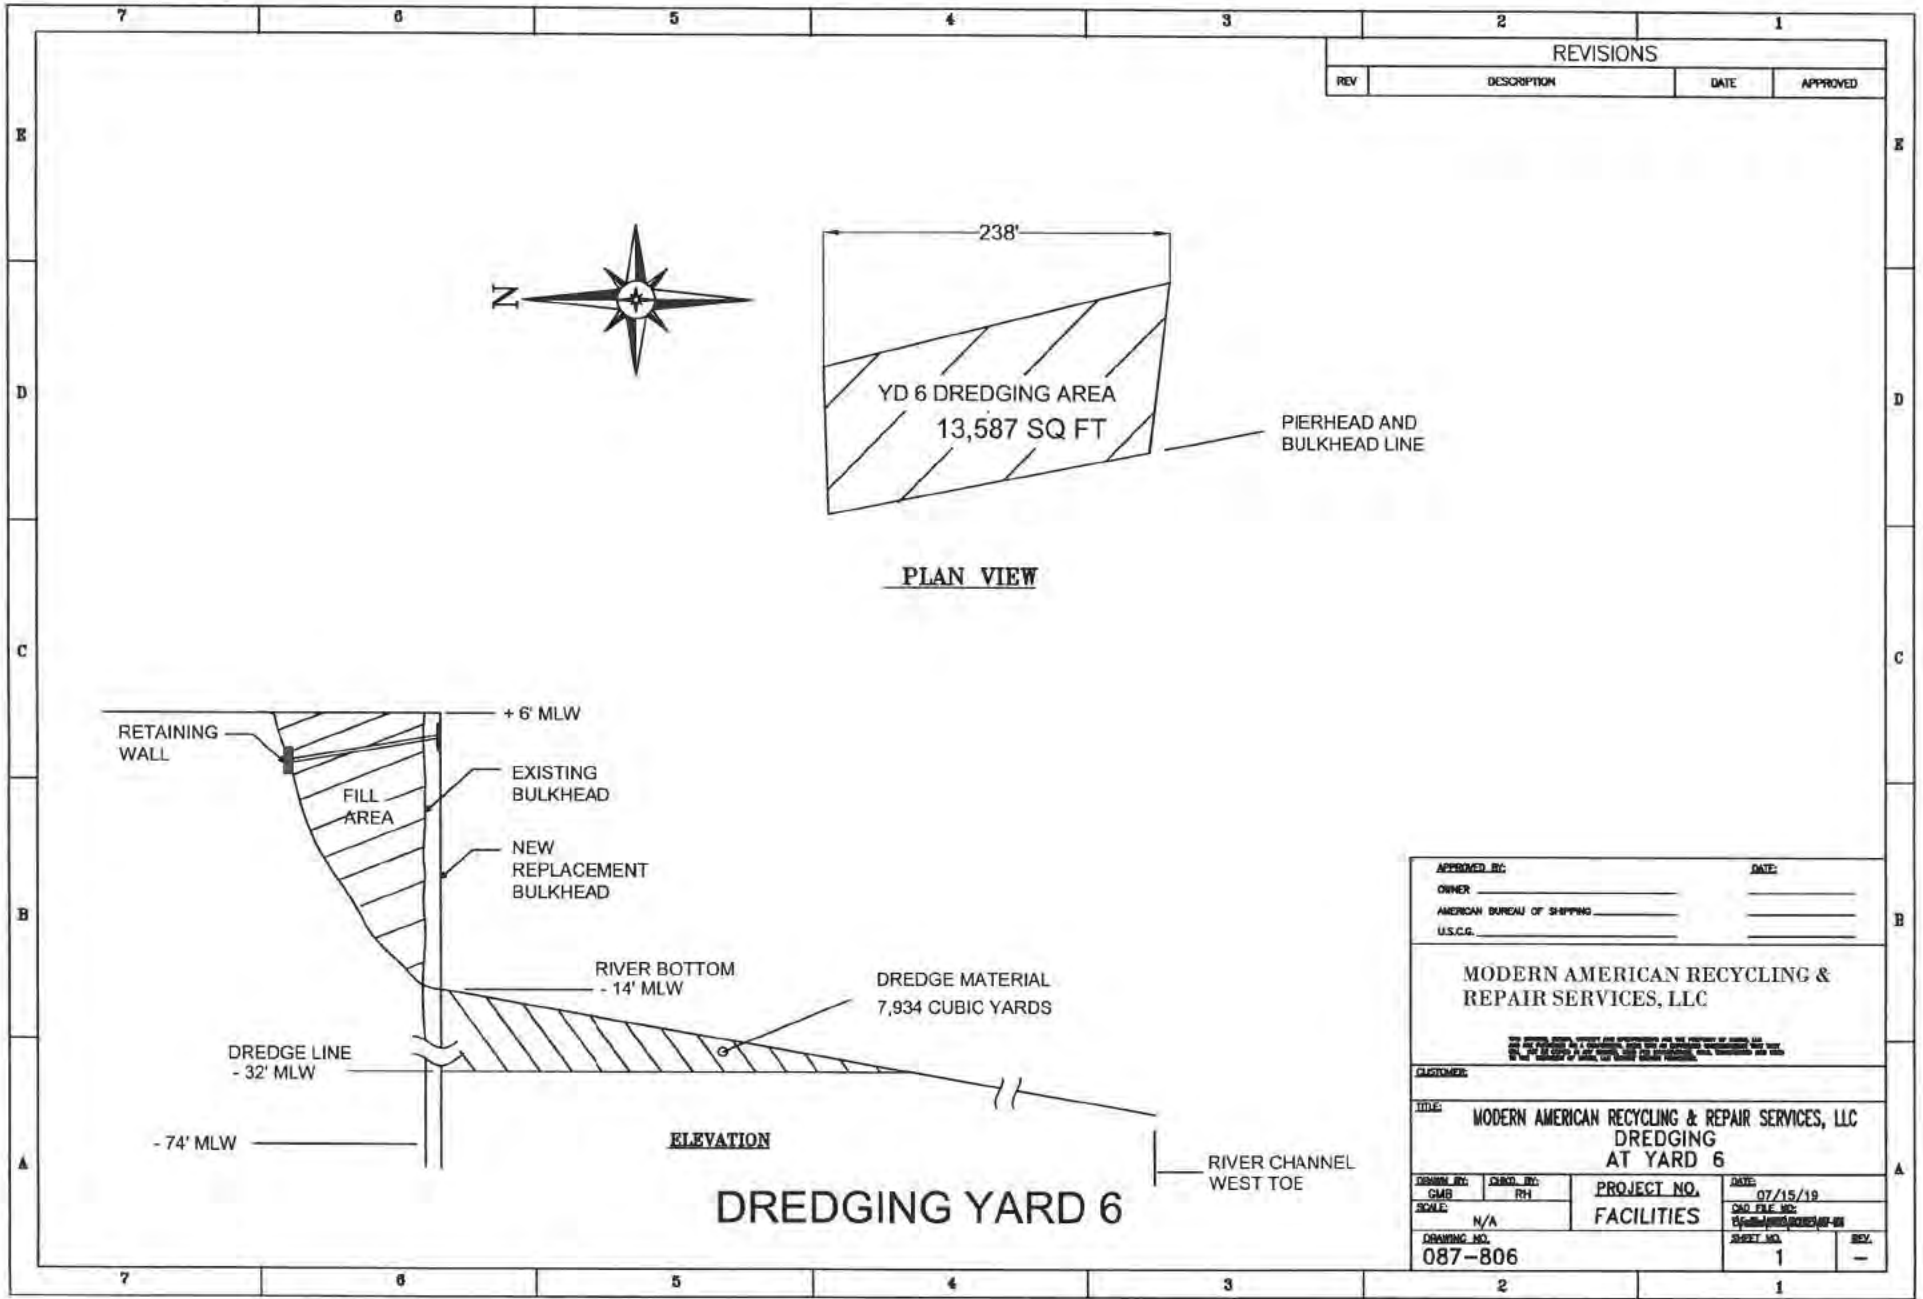 7 6 5 4 3 2 1
REVISIONS
REV DESCRIPTION DATE APPROVED
E E
D D
C C
B B
A A
N
238'
YD 6 DREDGING AREA
13,587 SQ FT
PIERHEAD AND
BULKHEAD LINE
PLAN VIEW
+ 6' MLW
RETAINING
WALL
EXISTING
BULKHEAD
FILL
AREA
NEW
REPLACEMENT
BULKHEAD
RIVER BOTTOM
- 14' MLW
DREDGE MATERIAL
7,934 CUBIC YARDS
DREDGE LINE
- 32' MLW
- 74' MLW
ELEVATION
RIVER CHANNEL
WEST TOE
DREDGING YARD 6
APPROVED BY: DATE:
OWNER
AMERICAN BUREAU OF SHIPPING
U.S.C.G.
MODERN AMERICAN RECYCLING &
REPAIR SERVICES, LLC
CUSTOMER:
TITLE: MODERN AMERICAN RECYCLING & REPAIR SERVICES, LLC
DREDGING
AT YARD 6
DRAWN BY: GMB
CHKD. BY: RH
PROJECT NO.
FACILITIES
DATE: 07/15/19
SCALE: N/A
CAD FILE NO:
DRAWING NO.
087-806
SHEET NO. 1
REV. -
7 6 5 4 3 2 1